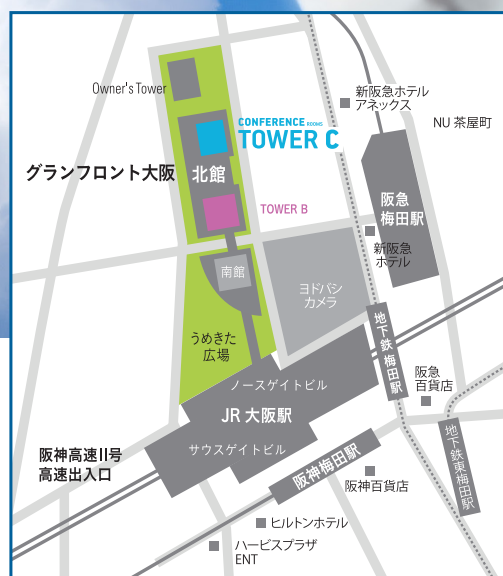 Owner's Tower
CONFERENCE ROOMS
TOWER C
新阪急ホテル
アネックス
NU 茶屋町
グランフロント大阪
北館
阪急
梅田駅
TOWER B
新阪急
ホテル
南館
ヨドバシ
カメラ
うめきた
広場
地下鉄梅田駅
ノースゲイトビル
阪急
百貨店
JR 大阪駅
サウスゲイトビル
地下鉄東梅田駅
阪神高速II号
高速出入口
阪神梅田駅
阪神百貨店
ヒルトンホテル
ハービスプラザ
ENT